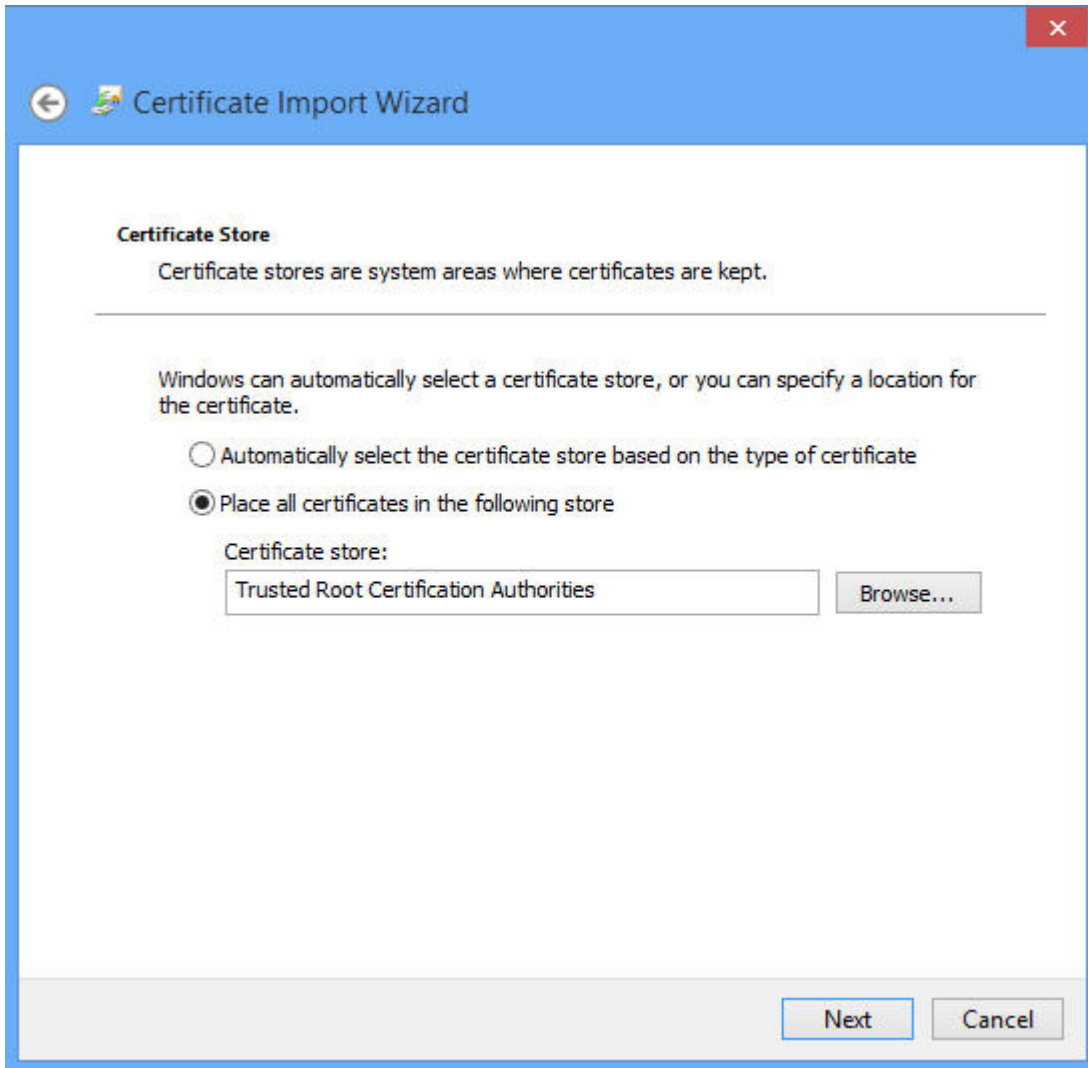 Certificate Import Wizard
Certificate Store
Certificate stores are system areas where certificates are kept.
Windows can automatically select a certificate store, or you can specify a location for
the certificate.
Automatically select the certificate store based on the type of certificate
Place all certificates in the following store
Certificate store:
Trusted Root Certification Authorities
Browse...
Next
Cancel